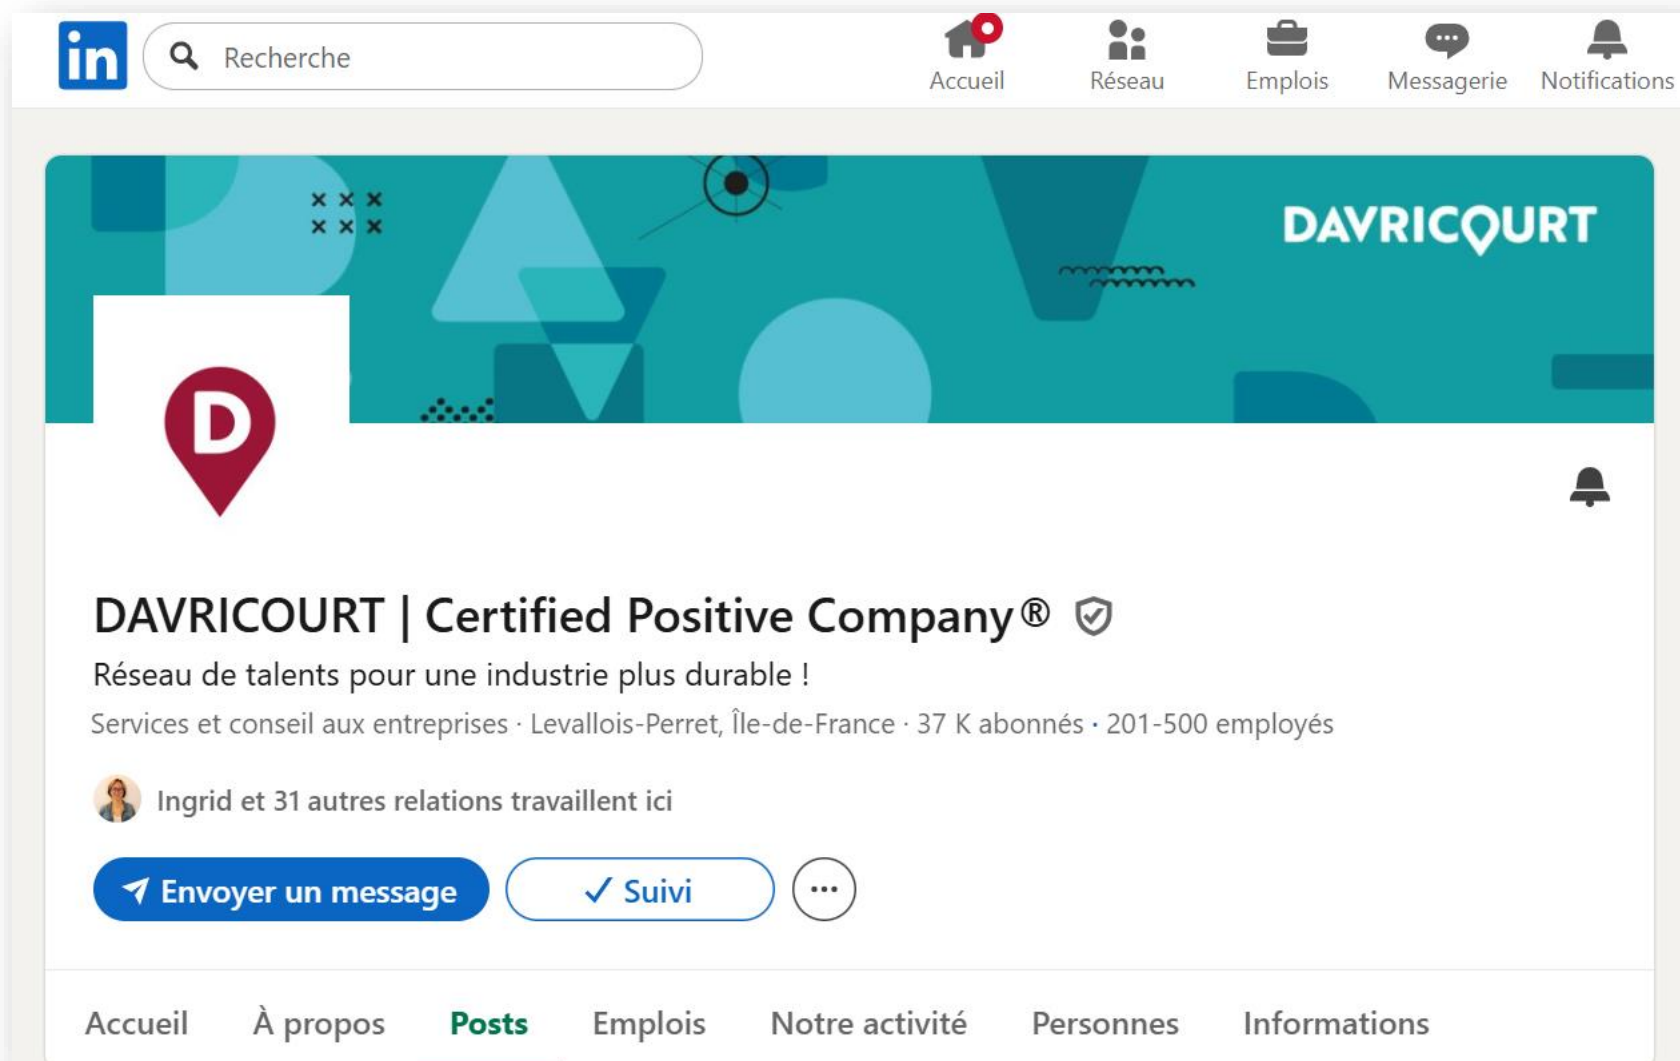 in
Recherche
Accueil
Réseau
Emplois
Messagerie
Notifications
DAVRICOURT
D
DAVRICOURT | Certified Positive Company®
Réseau de talents pour une industrie plus durable !
Services et conseil aux entreprises · Levallois-Perret, Île-de-France · 37 K abonnés · 201-500 employés
Ingrid et 31 autres relations travaillent ici
Envoyer un message
Suivi
Accueil
À propos
Posts
Emplois
Notre activité
Personnes
Informations